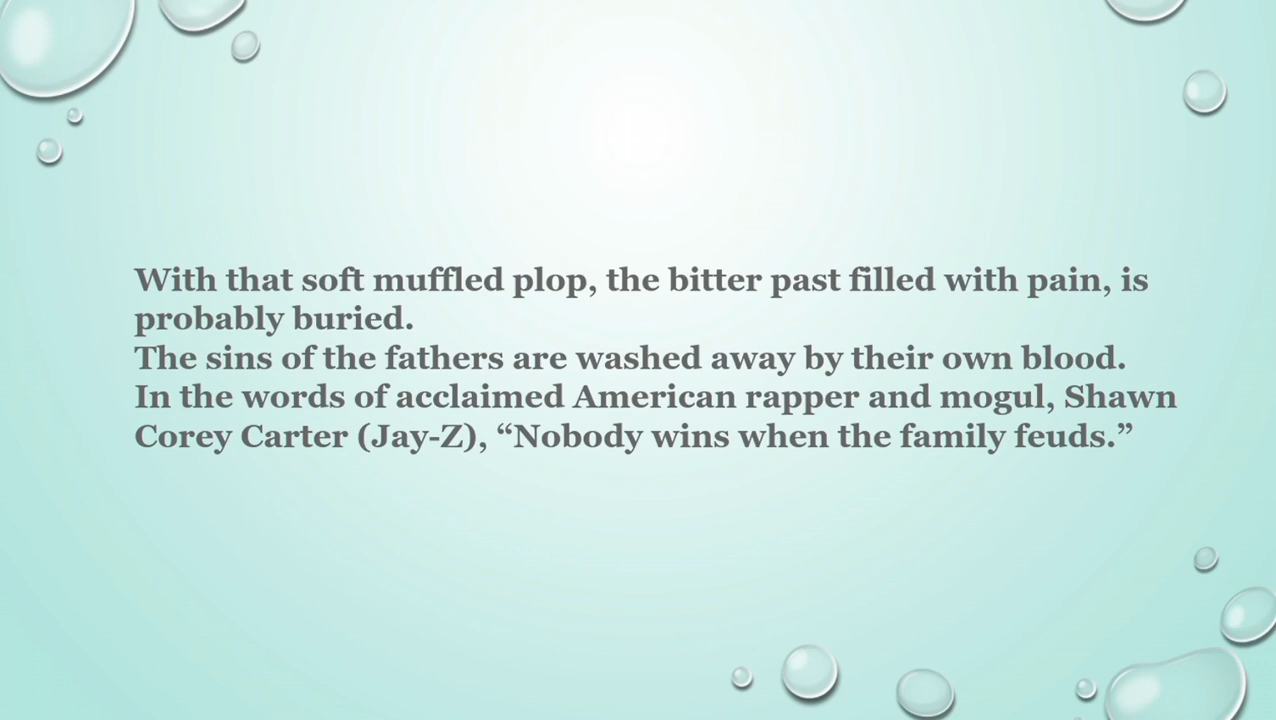 With that soft muffled plop, the bitter past filled with pain, is
probably buried.
The sins of the fathers are washed away by their own blood.
In the words of acclaimed American rapper and mogul, Shawn
Corey Carter (Jay-Z), “Nobody wins when the family feuds.”